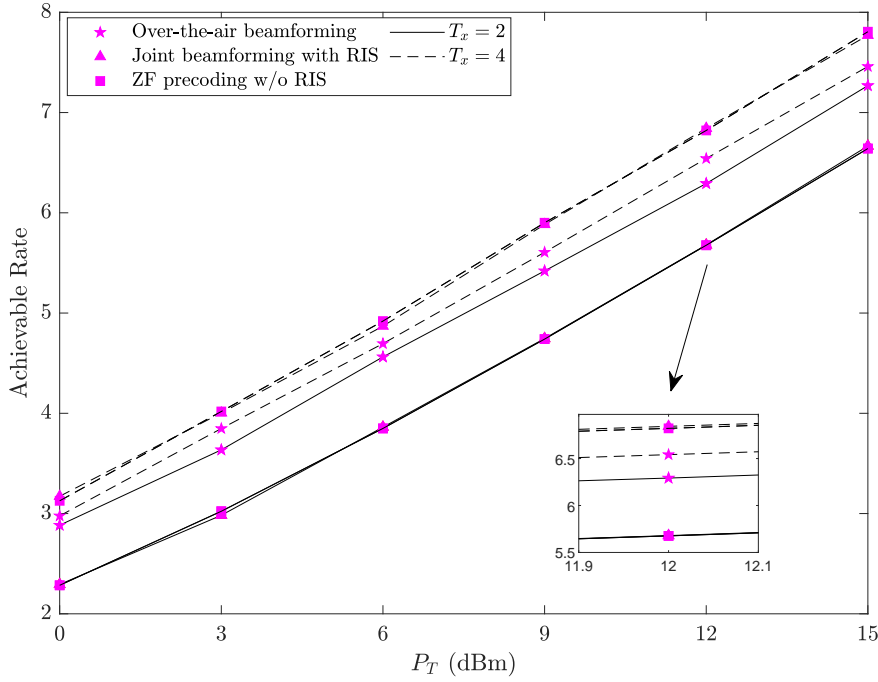 8
Over-the-air beamforming T_x = 2
Joint beamforming with RIS T_x = 4
ZF precoding w/o RIS
7
6
5
4
3
2
Achievable Rate
6.5
6
5.5
11.9 12 12.1
0 3 6 9 12 15
P_T (dBm)